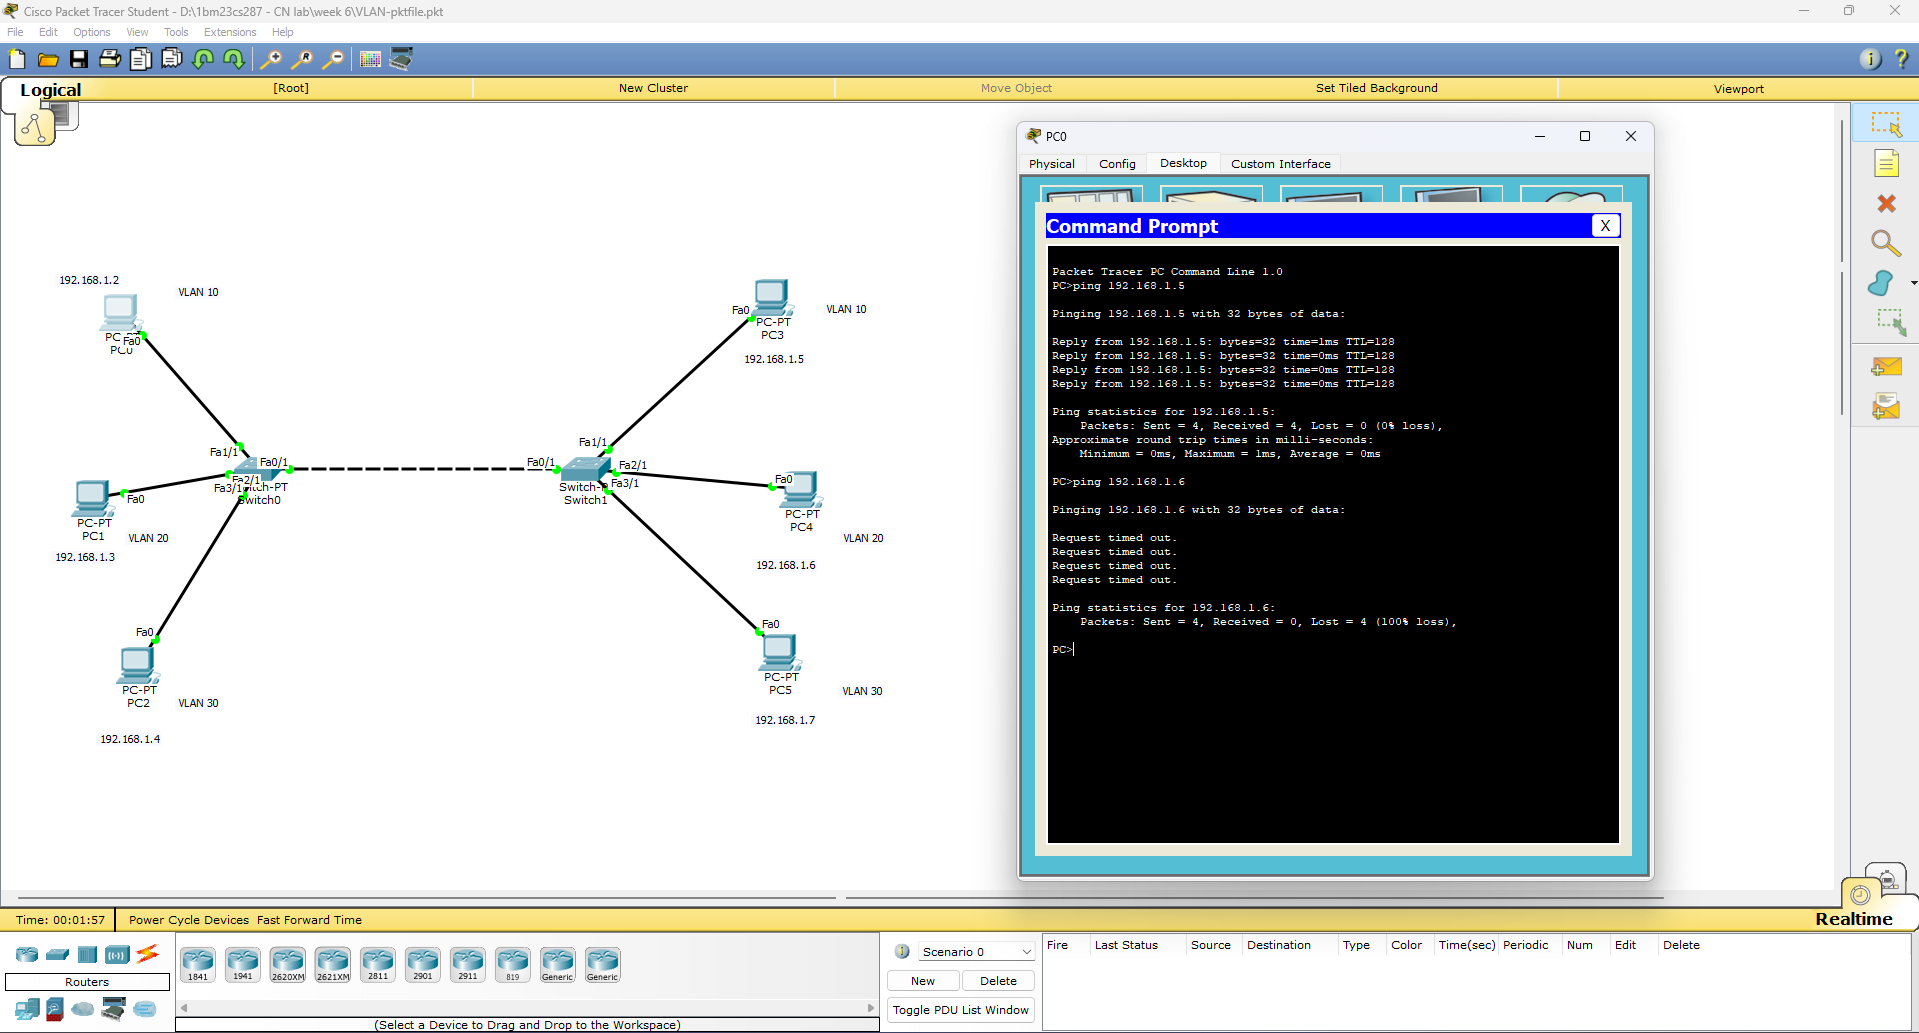 Cisco Packet Tracer Student - D:\1bm23cs287 - CN lab\week 6\VLAN-pktfile.pkt
File Edit Options View Tools Extensions Help
Logical [Root] New Cluster Move Object Set Tiled Background Viewport
192.168.1.2
VLAN 10
Fa0
PC0
Fa0
PC-PT
PC3
VLAN 10
192.168.1.5
Fa1/1
Fa0/1
Fa2/1
Fa3/1
Switch0
Fa0/1
Fa1/1
Fa2/1
Fa3/1
Switch1
Fa0
PC-PT
PC1
VLAN 20
192.168.1.3
Fa0
PC-PT
PC4
VLAN 20
192.168.1.6
Fa0
PC-PT
PC2
VLAN 30
192.168.1.4
Fa0
PC-PT
PC5
VLAN 30
192.168.1.7
PC0
Physical Config Desktop Custom Interface
Command Prompt X
Packet Tracer PC Command Line 1.0
PC>ping 192.168.1.5
Pinging 192.168.1.5 with 32 bytes of data:
Reply from 192.168.1.5: bytes=32 time=1ms TTL=128
Reply from 192.168.1.5: bytes=32 time=0ms TTL=128
Reply from 192.168.1.5: bytes=32 time=0ms TTL=128
Reply from 192.168.1.5: bytes=32 time=0ms TTL=128
Ping statistics for 192.168.1.5:
Packets: Sent = 4, Received = 4, Lost = 0 (0% loss),
Approximate round trip times in milli-seconds:
Minimum = 0ms, Maximum = 1ms, Average = 0ms
PC>ping 192.168.1.6
Pinging 192.168.1.6 with 32 bytes of data:
Request timed out.
Request timed out.
Request timed out.
Request timed out.
Ping statistics for 192.168.1.6:
Packets: Sent = 4, Received = 0, Lost = 4 (100% loss),
PC>
Time: 00:01:57 Power Cycle Devices Fast Forward Time Realtime
Routers
1841 1941 2620XM 2621XM 2811 2901 2911 819 Generic Generic
(Select a Device to Drag and Drop to the Workspace)
Scenario 0
New Delete
Toggle PDU List Window
Fire Last Status Source Destination Type Color Time(sec) Periodic Num Edit Delete